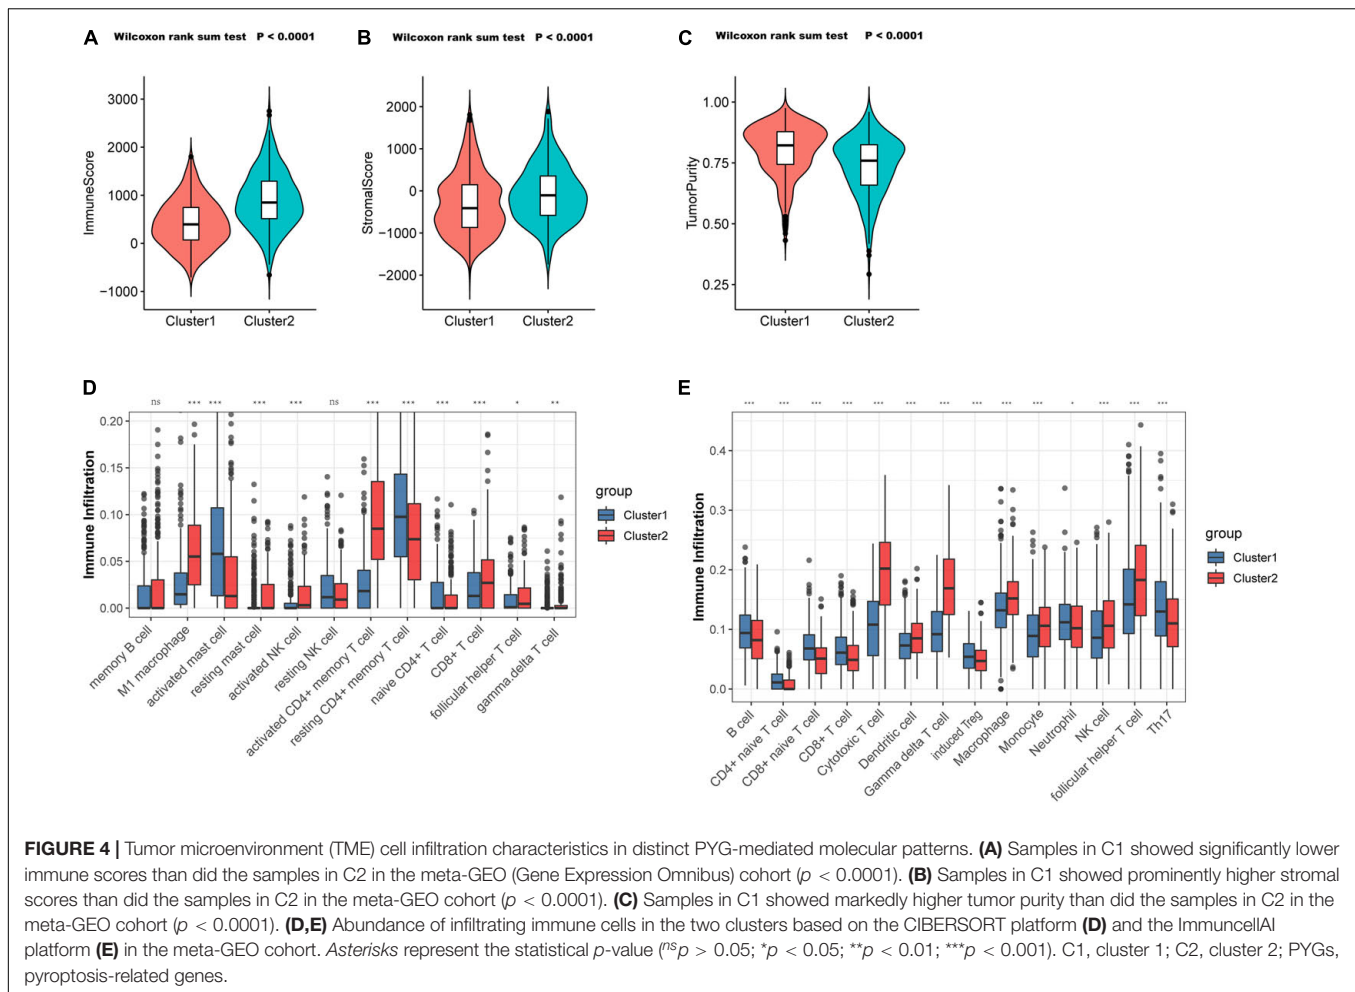 A Wilcoxon rank sum test P < 0.0001
B Wilcoxon rank sum test P < 0.0001
C Wilcoxon rank sum test P < 0.0001
ImmuneScore
3000
2000
1000
0
−1000
Cluster1 Cluster2
StromalScore
2000
1000
0
−1000
−2000
Cluster1 Cluster2
TumorPurity
1.00
0.75
0.50
0.25
Cluster1 Cluster2
D
ns *** *** *** *** ns *** *** *** *** * **
Immune Infiltration
0.20
0.15
0.10
0.05
0.00
memory B cell
M1 macrophage
activated mast cell
resting mast cell
activated NK cell
resting NK cell
activated CD4+ memory T cell
resting CD4+ memory T cell
naive CD4+ T cell
CD8+ T cell
follicular helper T cell
gamma delta T cell
group
Cluster1
Cluster2
E
*** *** *** *** *** *** *** *** *** *** * *** *** ***
Immune Infiltration
0.4
0.3
0.2
0.1
0.0
B cell
CD4+ naive T cell
CD8+ naive T cell
CD8+ T cell
Cytotoxic T cell
Dendritic cell
Gamma delta T cell
induced Treg
Macrophage
Monocyte
Neutrophil
NK cell
follicular helper T cell
Th17
group
Cluster1
Cluster2
FIGURE 4 | Tumor microenvironment (TME) cell infiltration characteristics in distinct PYG-mediated molecular patterns. (A) Samples in C1 showed significantly lower
immune scores than did the samples in C2 in the meta-GEO (Gene Expression Omnibus) cohort (p < 0.0001). (B) Samples in C1 showed prominently higher stromal
scores than did the samples in C2 in the meta-GEO cohort (p < 0.0001). (C) Samples in C1 showed markedly higher tumor purity than did the samples in C2 in the
meta-GEO cohort (p < 0.0001). (D,E) Abundance of infiltrating immune cells in the two clusters based on the CIBERSORT platform (D) and the ImmucellAI
platform (E) in the meta-GEO cohort. Asterisks represent the statistical p-value (nsp > 0.05; *p < 0.05; **p < 0.01; ***p < 0.001). C1, cluster 1; C2, cluster 2; PYGs,
pyroptosis-related genes.